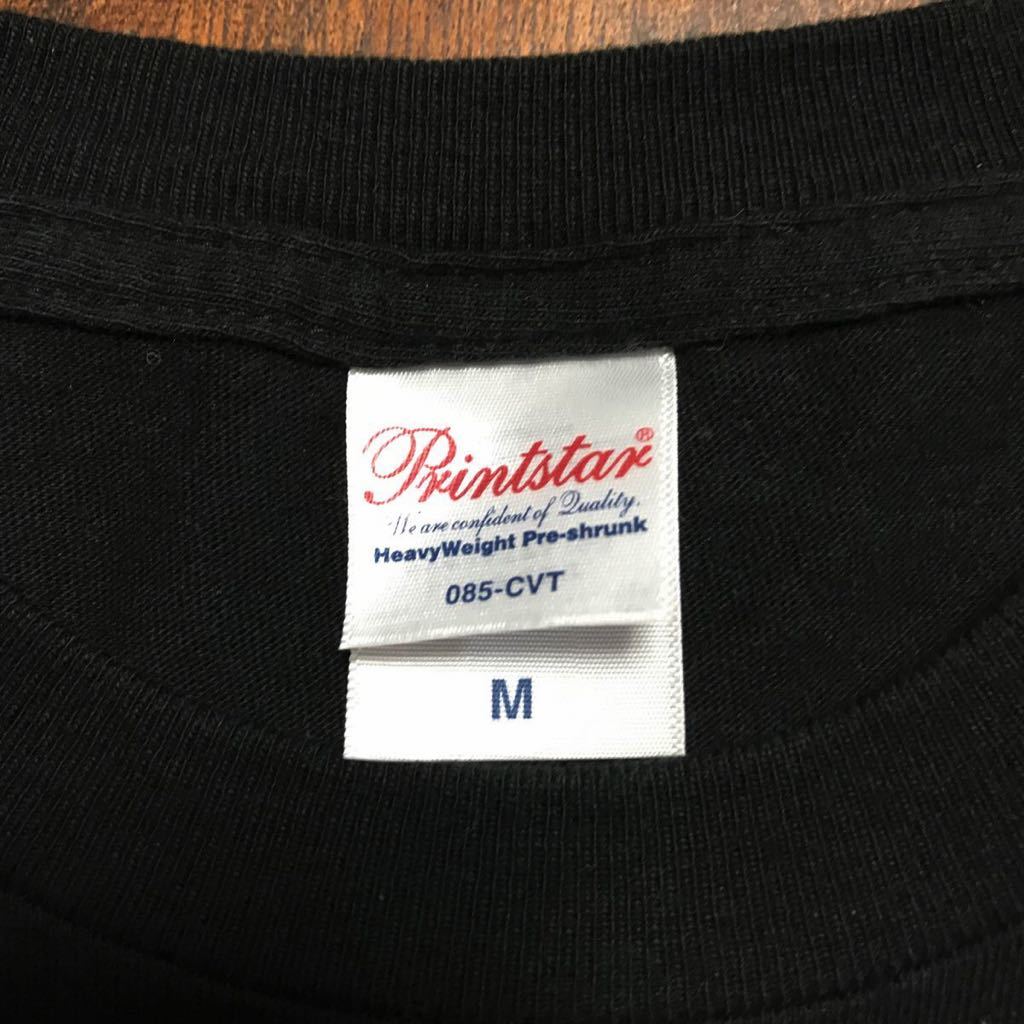 Printstar®
We are confident of Quality.
HeavyWeight Pre-shrunk
085-CVT
M